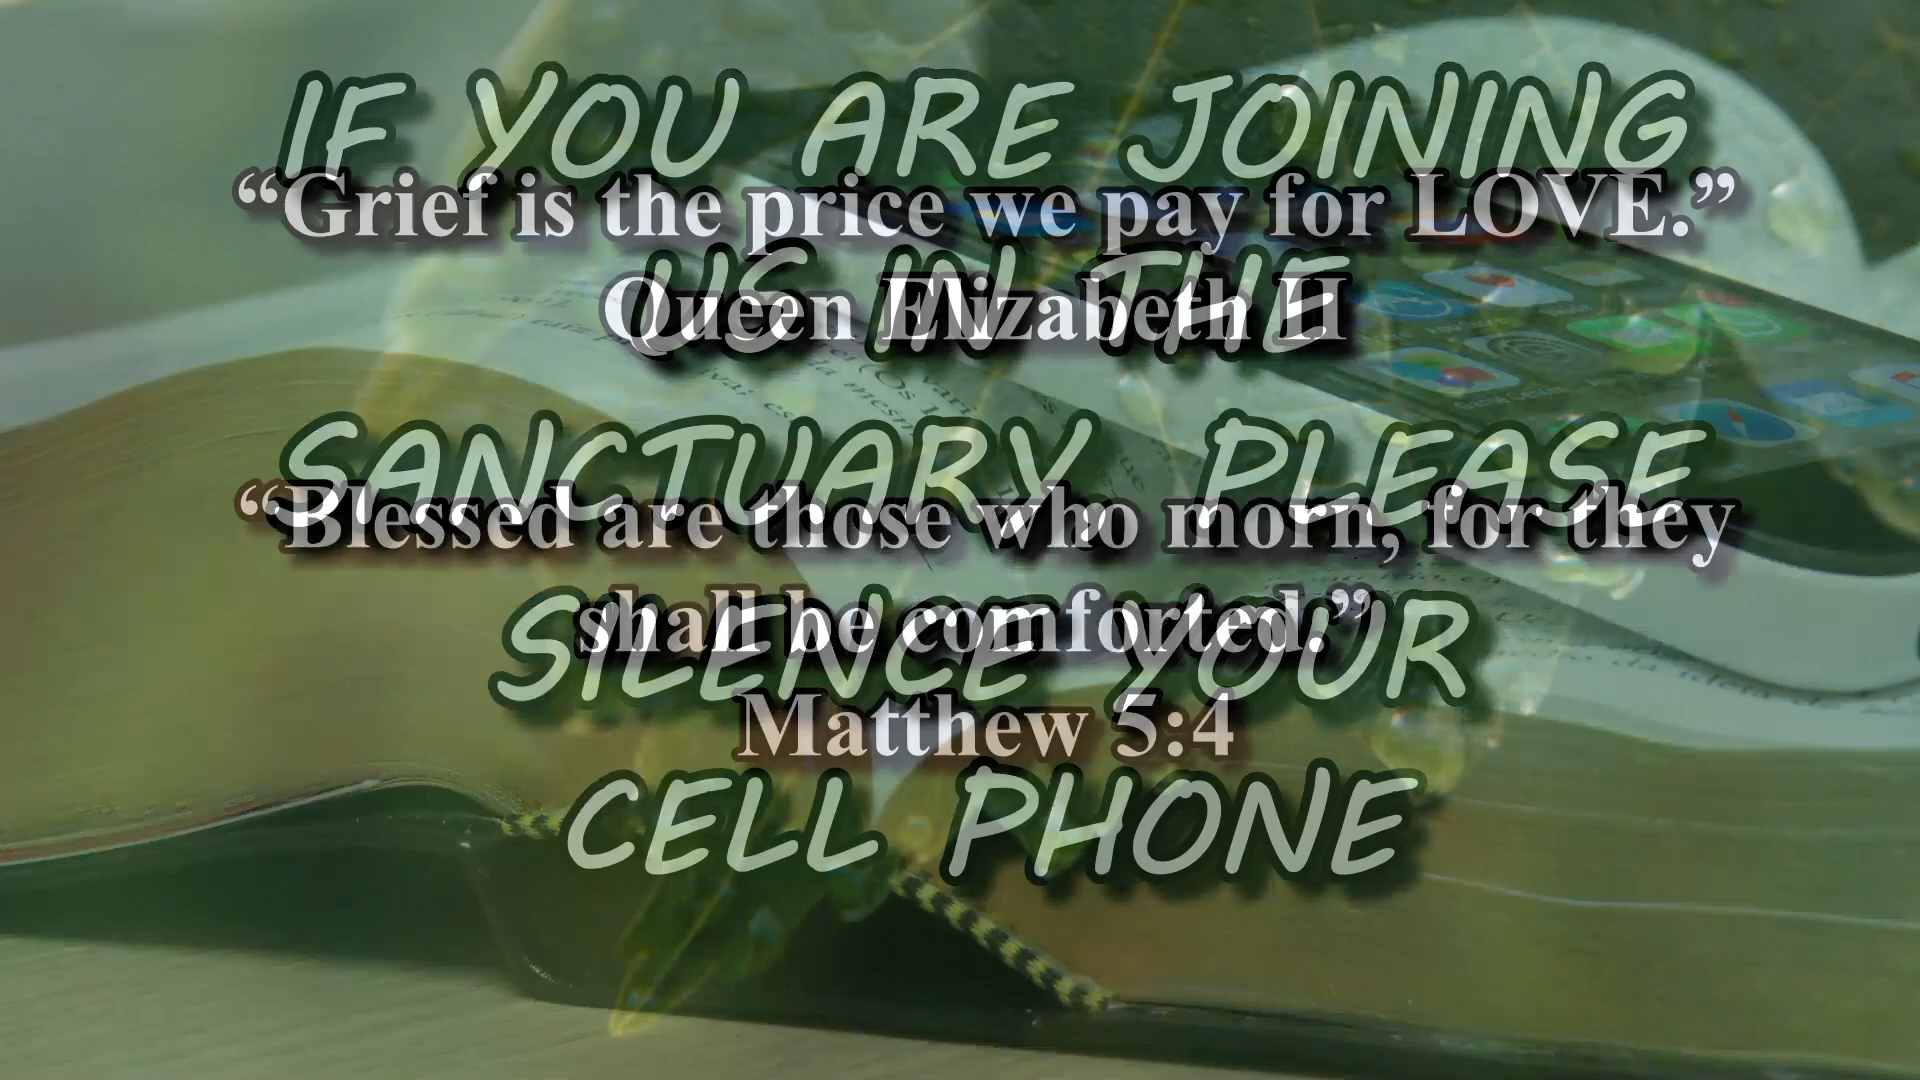 IF YOU ARE JOINING
US IN THE
SANCTUARY, PLEASE
SILENCE YOUR
CELL PHONE
“Grief is the price we pay for LOVE.”
Queen Elizabeth II
“Blessed are those who morn, for they
shall be comforted.”
Matthew 5:4